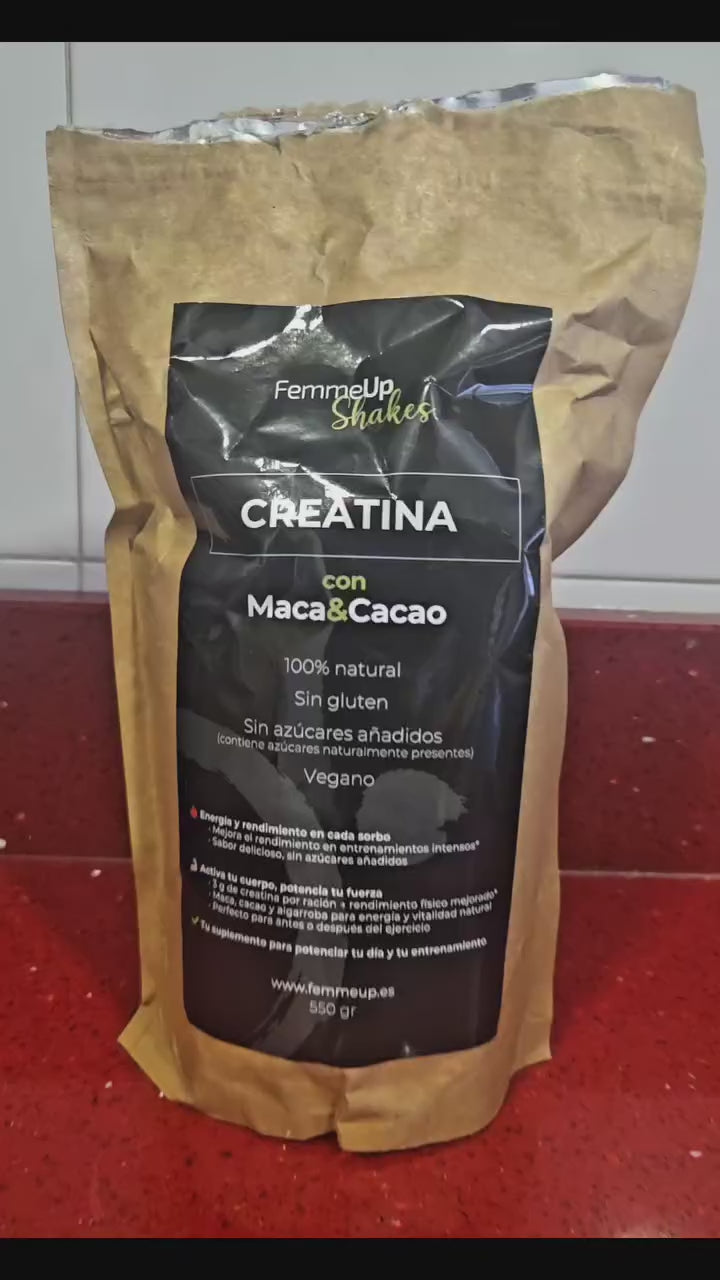 FemmeUp
Shakes
CREATINA
con
Maca&Cacao
100% natural
Sin gluten
Sin azúcares añadidos
(contiene azúcares naturalmente presentes)
Vegano
Energía y rendimiento en cada sorbo
· Mejora el rendimiento en entrenamientos intensos*
· Sabor delicioso, sin azúcares añadidos
Activa tu cuerpo, potencia tu fuerza
· 3 g de creatina por ración = rendimiento físico mejorado*
· Maca, cacao y algarroba para energía y vitalidad natural
· Perfecto para antes o después del ejercicio
Tu suplemento para potenciar tu día y tu entrenamiento
www.femmeup.es
550 gr